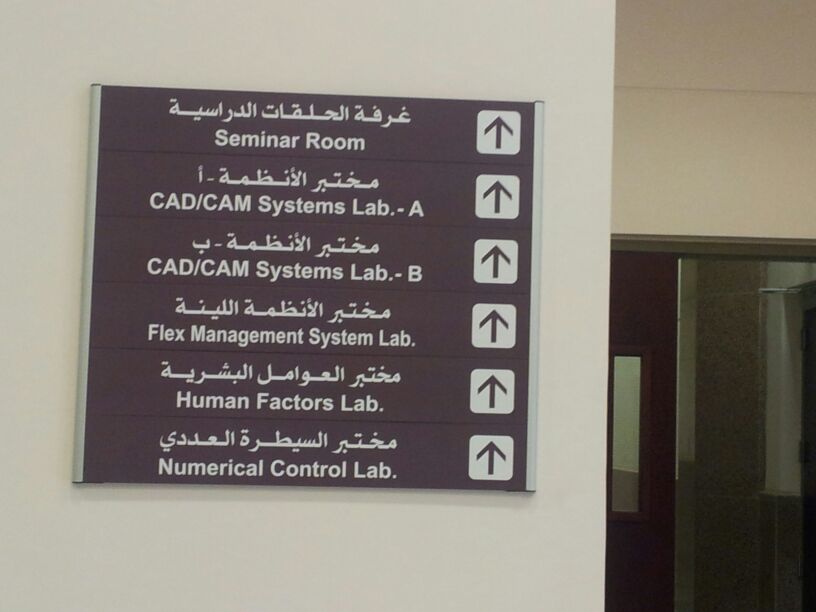 غرفة الحلقات الدراسية
Seminar Room
مختبر الأنظمة - أ
CAD/CAM Systems Lab.- A
مختبر الأنظمة - ب
CAD/CAM Systems Lab.- B
مختبر الأنظمة اللينة
Flex Management System Lab.
مختبر العوامل البشرية
Human Factors Lab.
مختبر السيطرة العددي
Numerical Control Lab.